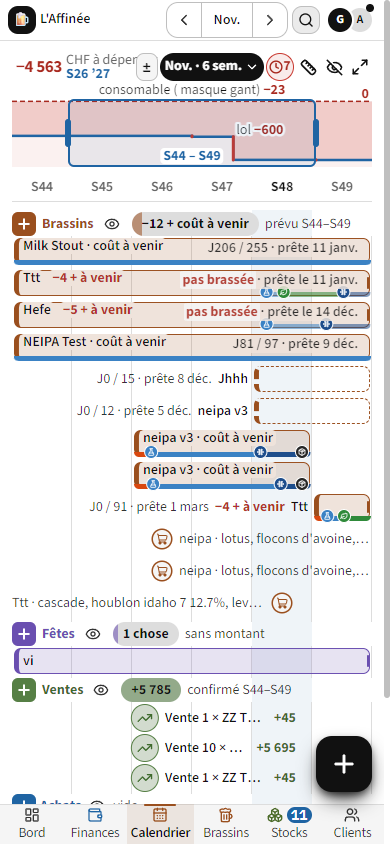 L'Affinée
Nov.
G A
−4 563 CHF à déper
S26 ’27
±
Nov. · 6 sem.
7
consomable ( masque gant) −23
0
lol −600
S44 – S49
S44 S45 S46 S47 S48 S49
Brassins −12 + coût à venir prévu S44–S49
Milk Stout · coût à venir J206 / 255 · prête 11 janv.
Ttt −4 + à venir pas brassée · prête le 11 janv.
Hefe −5 + à venir pas brassée · prête le 14 déc.
NEIPA Test · coût à venir J81 / 97 · prête 9 déc.
J0 / 15 · prête 8 déc. Jhhh
J0 / 12 · prête 5 déc. neipa v3
neipa v3 · coût à venir
neipa v3 · coût à venir
J0 / 91 · prête 1 mars −4 + à venir Ttt
neipa · lotus, flocons d'avoine,…
neipa · lotus, flocons d'avoine,…
Ttt · cascade, houblon idaho 7 12.7%, lev…
Fêtes 1 chose sans montant
vi
Ventes +5 785 confirmé S44–S49
Vente 1 × ZZ T… +45
Vente 10 × … +5 695
Vente 1 × ZZ T… +45
Bord Finances Calendrier Brassins Stocks 11 Clients